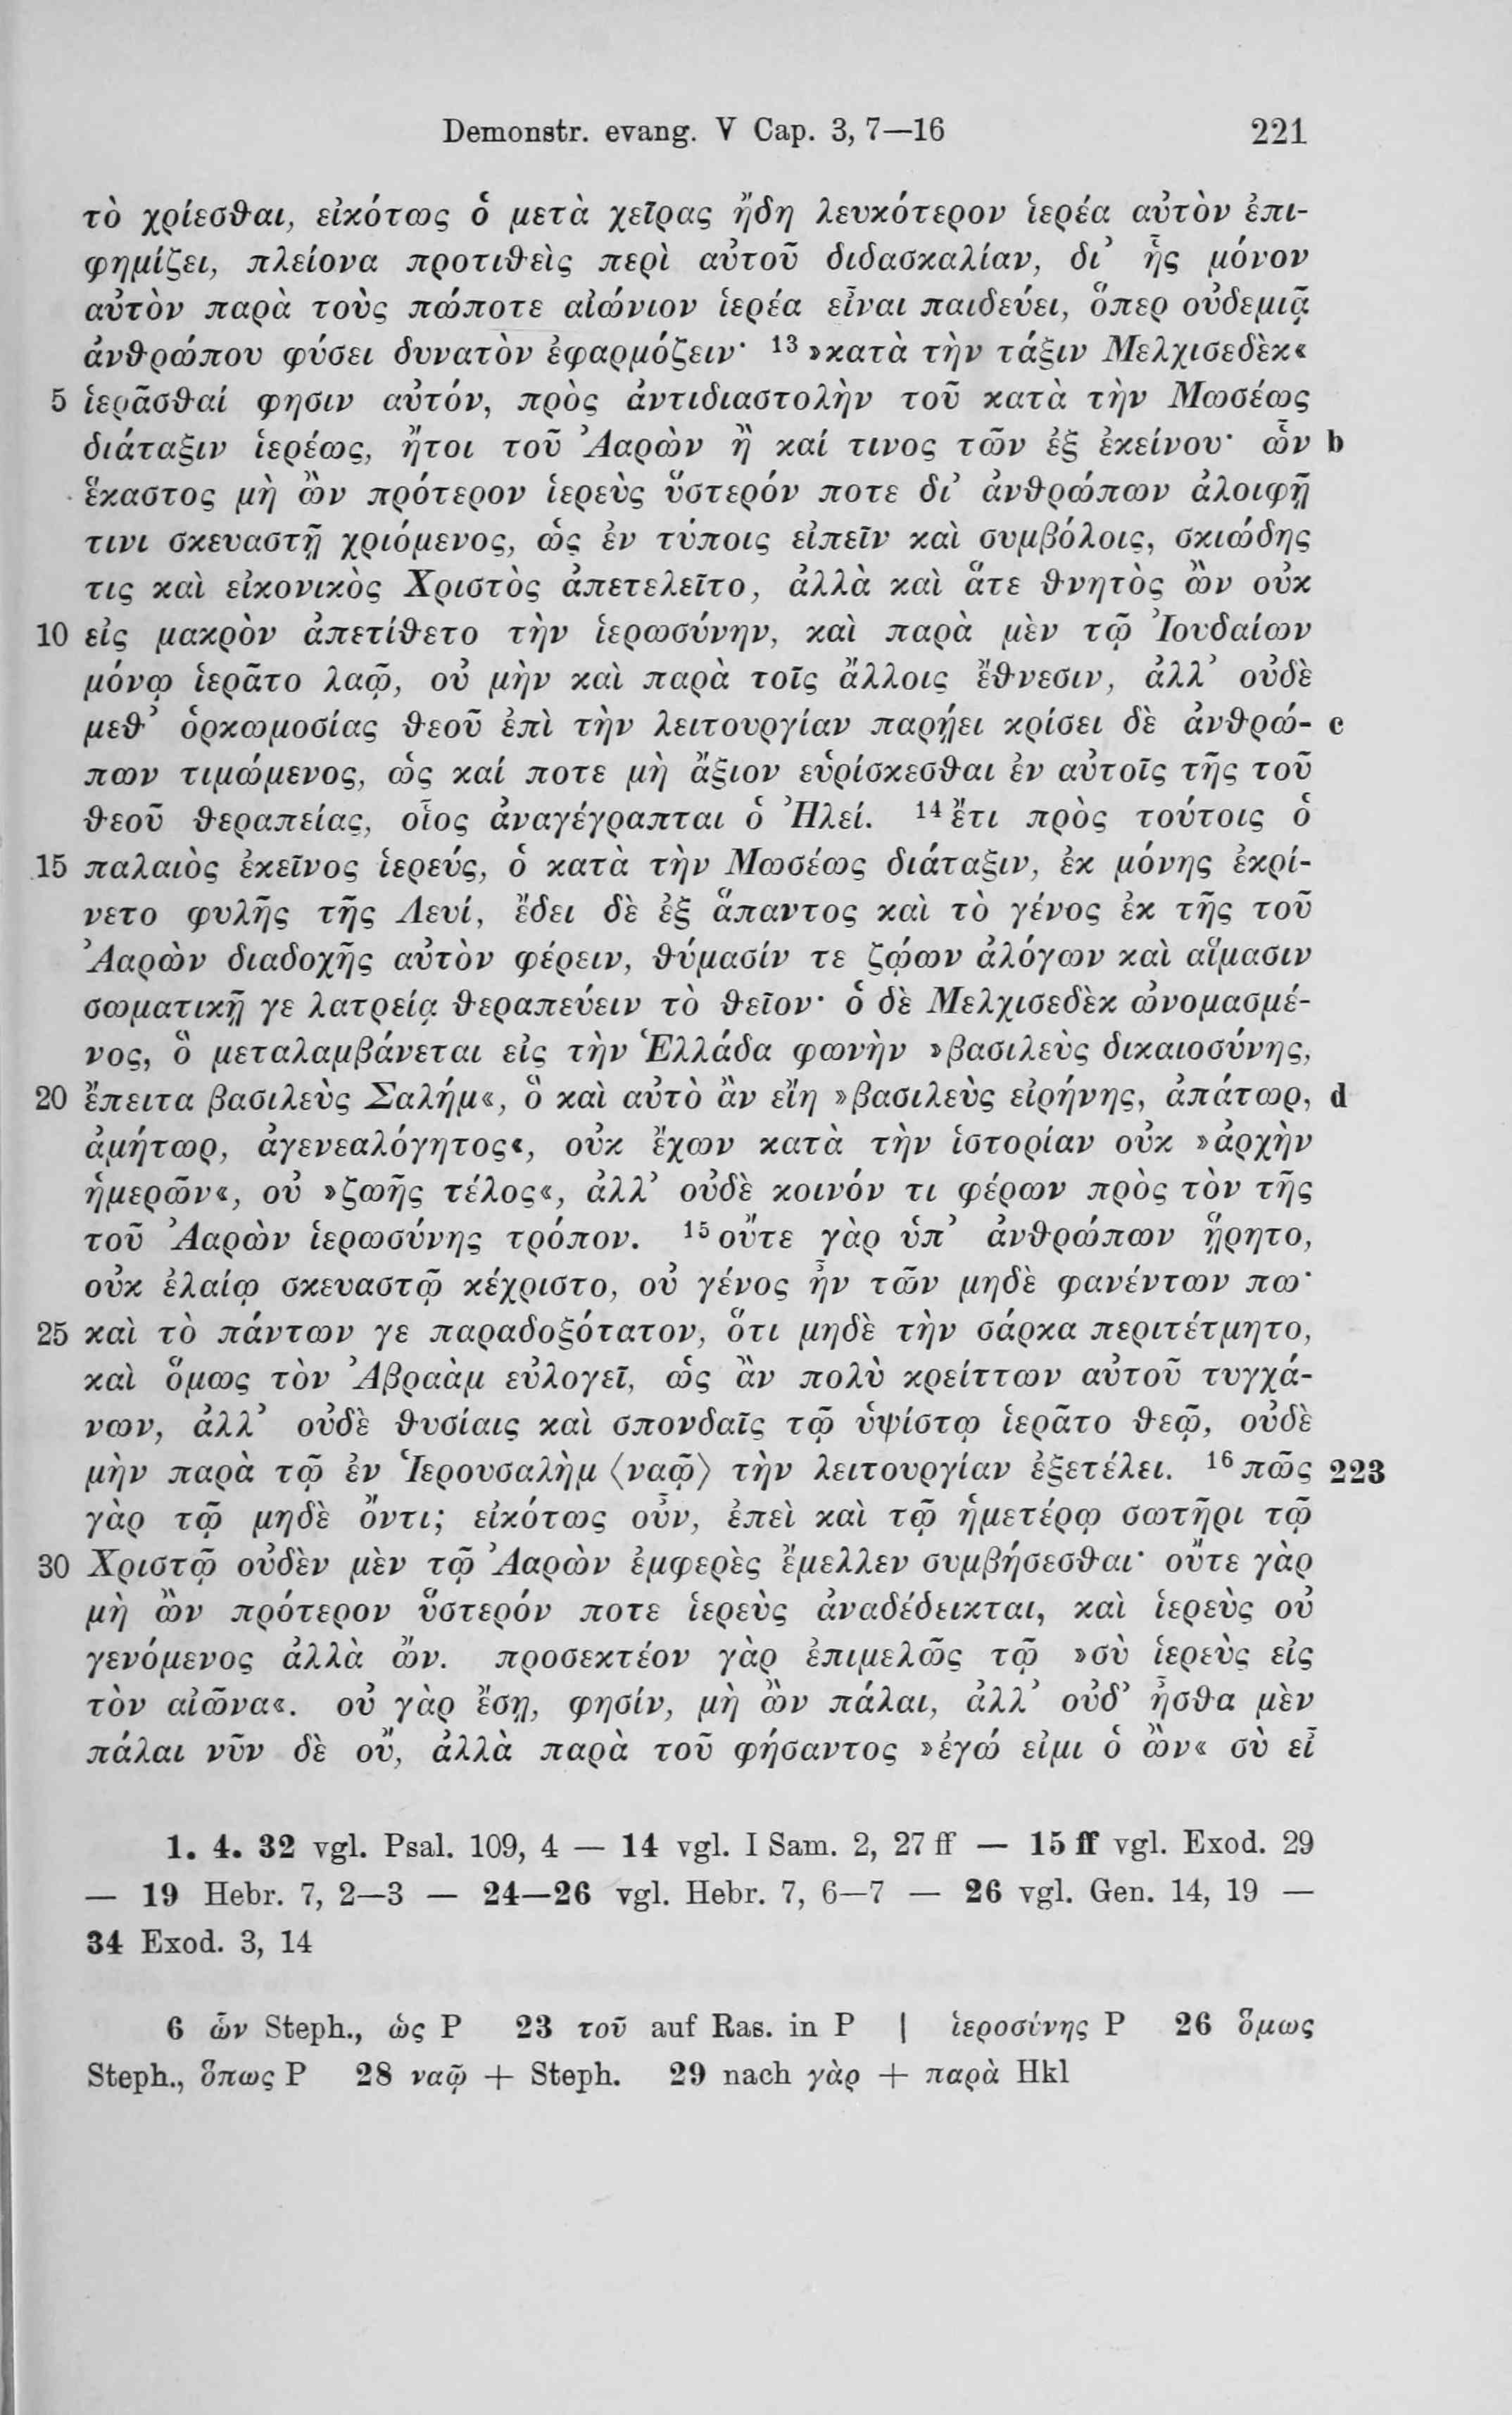 Demonstr. evang. V Cap. 3, 7—16 221
τὸ χρίεσθαι, εἰκότως ὁ μετὰ χεῖρας ἤδη λευκότερον ἱερέα αὐτὸν ἐπι-
φημίζει, πλείονα προτιθεὶς περὶ αὐτοῦ διδασκαλίαν, δι’ ἧς μόνον
αὐτὸν παρὰ τοὺς πώποτε αἰώνιον ἱερέα εἶναι παιδεύει, ὅπερ οὐδεμιᾷ
ἀνθρώπου φύσει δυνατὸν ἐφαρμόζειν· ¹³ »κατὰ τὴν τάξιν Μελχισεδὲκ«
5 ἱερᾶσθαί φησιν αὐτόν, πρὸς ἀντιδιαστολὴν τοῦ κατὰ τὴν Μωσέως
διάταξιν ἱερέως, ἤτοι τοῦ Ἀαρὼν ἢ καί τινος τῶν ἐξ ἐκείνου· ὧν b
ἕκαστος μὴ ὢν πρότερον ἱερεὺς ὕστερόν ποτε δι’ ἀνθρώπων ἀλοιφῇ
τινι σκευαστῇ χριόμενος, ὡς ἐν τύποις εἰπεῖν καὶ συμβόλοις, σκιώδης
τις καὶ εἰκονικὸς Χριστὸς ἀπετελεῖτο, ἀλλὰ καὶ ἅτε θνητὸς ὢν οὐκ
10 εἰς μακρὸν ἀπετίθετο τὴν ἱερωσύνην, καὶ παρὰ μὲν τῷ Ἰουδαίων
μόνῳ ἱερᾶτο λαῷ, οὐ μὴν καὶ παρὰ τοῖς ἄλλοις ἔθνεσιν, ἀλλ’ οὐδὲ
μεθ’ ὁρκωμοσίας θεοῦ ἐπὶ τὴν λειτουργίαν παρῄει κρίσει δὲ ἀνθρώ- c
πων τιμώμενος, ὡς καί ποτε μὴ ἄξιον εὑρίσκεσθαι ἐν αὐτοῖς τῆς τοῦ
θεοῦ θεραπείας, οἷος ἀναγέγραπται ὁ Ἠλεί. ¹⁴ ἔτι πρὸς τούτοις ὁ
15 παλαιὸς ἐκεῖνος ἱερεύς, ὁ κατὰ τὴν Μωσέως διάταξιν, ἐκ μόνης ἐκρί-
νετο φυλῆς τῆς Λευί, ἔδει δὲ ἐξ ἅπαντος καὶ τὸ γένος ἐκ τῆς τοῦ
Ἀαρὼν διαδοχῆς αὐτὸν φέρειν, θύμασίν τε ζῴων ἀλόγων καὶ αἵμασιν
σωματικῇ γε λατρείᾳ θεραπεύειν τὸ θεῖον· ὁ δὲ Μελχισεδὲκ ὠνομασμέ-
νος, ὃ μεταλαμβάνεται εἰς τὴν Ἑλλάδα φωνὴν »βασιλεὺς δικαιοσύνης,
20 ἔπειτα βασιλεὺς Σαλήμ«, ὃ καὶ αὐτὸ ἂν εἴη »βασιλεὺς εἰρήνης, ἀπάτωρ, d
ἀμήτωρ, ἀγενεαλόγητος«, οὐκ ἔχων κατὰ τὴν ἱστορίαν οὐκ »ἀρχὴν
ἡμερῶν«, οὐ »ζωῆς τέλος«, ἀλλ’ οὐδὲ κοινόν τι φέρων πρὸς τὸν τῆς
τοῦ Ἀαρὼν ἱερωσύνης τρόπον. ¹⁵ οὔτε γὰρ ὑπ’ ἀνθρώπων ᾕρητο,
οὐκ ἐλαίῳ σκευαστῷ κέχριστο, οὐ γένος ἦν τῶν μηδὲ φανέντων πω·
25 καὶ τὸ πάντων γε παραδοξότατον, ὅτι μηδὲ τὴν σάρκα περιτέτμητο,
καὶ ὅμως τὸν Ἀβραὰμ εὐλογεῖ, ὡς ἂν πολὺ κρείττων αὐτοῦ τυγχά-
νων, ἀλλ’ οὐδὲ θυσίαις καὶ σπονδαῖς τῷ ὑψίστῳ ἱερᾶτο θεῷ, οὐδὲ
μὴν παρὰ τῷ ἐν Ἱερουσαλὴμ ⟨ναῷ⟩ τὴν λειτουργίαν ἐξετέλει. ¹⁶ πῶς 223
γὰρ τῷ μηδὲ ὄντι; εἰκότως οὖν, ἐπεὶ καὶ τῷ ἡμετέρῳ σωτῆρι τῷ
30 Χριστῷ οὐδὲν μὲν τῷ Ἀαρὼν ἐμφερὲς ἔμελλεν συμβήσεσθαι· οὔτε γὰρ
μὴ ὢν πρότερον ὕστερόν ποτε ἱερεὺς ἀναδέδεικται, καὶ ἱερεὺς οὐ
γενόμενος ἀλλὰ ὤν. προσεκτέον γὰρ ἐπιμελῶς τῷ »σὺ ἱερεὺς εἰς
τὸν αἰῶνα«. οὐ γὰρ ἔσῃ, φησίν, μὴ ὢν πάλαι, ἀλλ’ οὐδ’ ἦσθα μὲν
πάλαι νῦν δὲ οὔ, ἀλλὰ παρὰ τοῦ φήσαντος »ἐγώ εἰμι ὁ ὢν« σὺ εἶ
1. 4. 32 vgl. Psal. 109, 4 — 14 vgl. I Sam. 2, 27 ff — 15 ff vgl. Exod. 29
— 19 Hebr. 7, 2—3 — 24—26 vgl. Hebr. 7, 6—7 — 26 vgl. Gen. 14, 19 —
34 Exod. 3, 14
6 ὧν Steph., ὡς P 23 τοῦ auf Ras. in P | ἱεροσύνης P 26 ὅμως
Steph., ὅπως P 28 ναῷ + Steph. 29 nach γὰρ + παρὰ Hkl